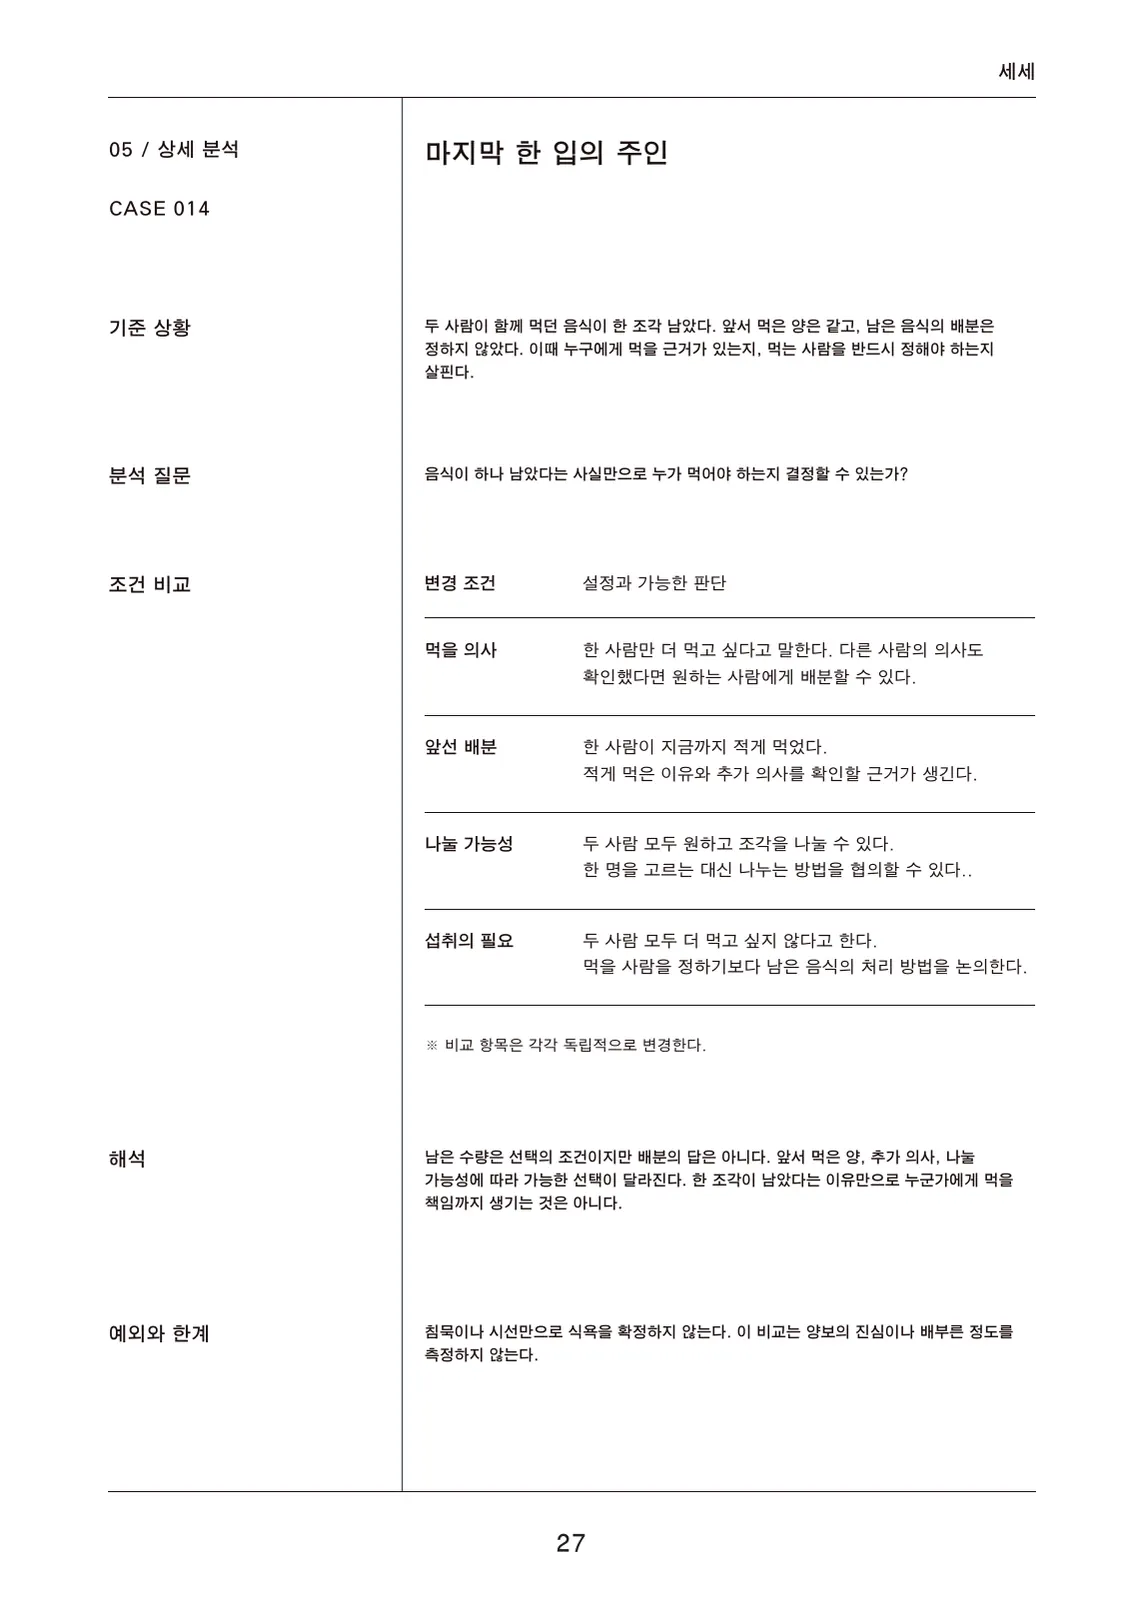 세세
05 / 상세 분석
마지막 한 입의 주인
CASE 014
기준 상황
두 사람이 함께 먹던 음식이 한 조각 남았다. 앞서 먹은 양은 같고, 남은 음식의 배분은
정하지 않았다. 이때 누구에게 먹을 근거가 있는지, 먹는 사람을 반드시 정해야 하는지
살핀다.
분석 질문
음식이 하나 남았다는 사실만으로 누가 먹어야 하는지 결정할 수 있는가?
조건 비교
변경 조건 설정과 가능한 판단
먹을 의사 한 사람만 더 먹고 싶다고 말한다. 다른 사람의 의사도
확인했다면 원하는 사람에게 배분할 수 있다.
앞선 배분 한 사람이 지금까지 적게 먹었다.
적게 먹은 이유와 추가 의사를 확인할 근거가 생긴다.
나눌 가능성 두 사람 모두 원하고 조각을 나눌 수 있다.
한 명을 고르는 대신 나누는 방법을 협의할 수 있다..
섭취의 필요 두 사람 모두 더 먹고 싶지 않다고 한다.
먹을 사람을 정하기보다 남은 음식의 처리 방법을 논의한다.
※ 비교 항목은 각각 독립적으로 변경한다.
해석
남은 수량은 선택의 조건이지만 배분의 답은 아니다. 앞서 먹은 양, 추가 의사, 나눌
가능성에 따라 가능한 선택이 달라진다. 한 조각이 남았다는 이유만으로 누군가에게 먹을
책임까지 생기는 것은 아니다.
예외와 한계
침묵이나 시선만으로 식욕을 확정하지 않는다. 이 비교는 양보의 진심이나 배부른 정도를
측정하지 않는다.
27